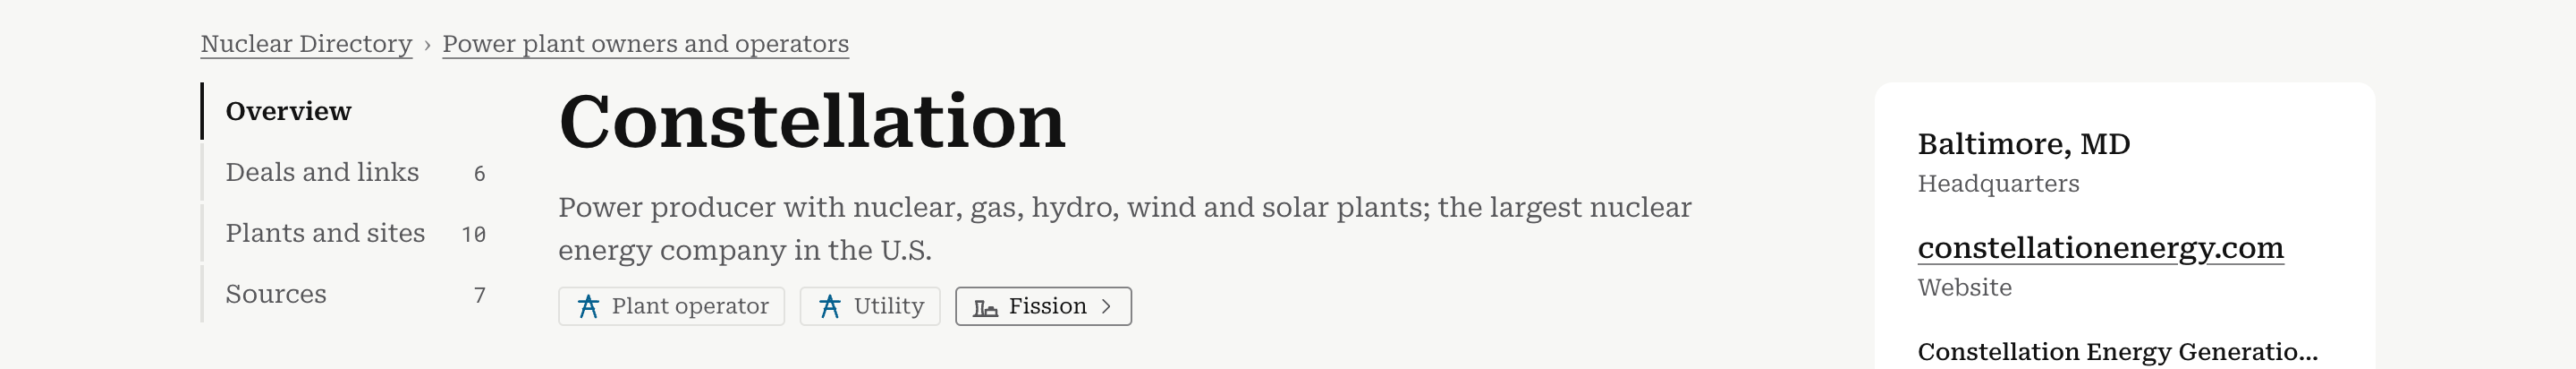 Nuclear Directory › Power plant owners and operators
Overview
Deals and links 6
Plants and sites 10
Sources 7
Constellation
Power producer with nuclear, gas, hydro, wind and solar plants; the largest nuclear
energy company in the U.S.
Plant operator Utility Fission >
Baltimore, MD
Headquarters
constellationenergy.com
Website
Constellation Energy Generatio...